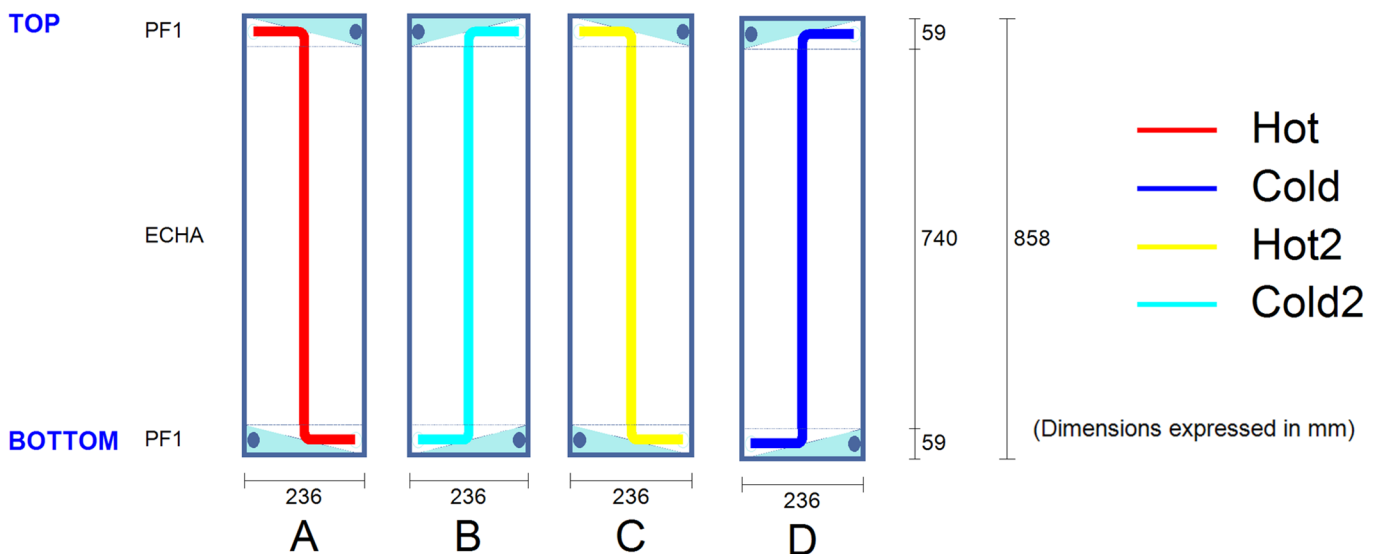 TOP
PF1
59
Hot
Cold
ECHA
740
858
Hot2
Cold2
BOTTOM
PF1
59
(Dimensions expressed in mm)
236
236
236
236
A
B
C
D